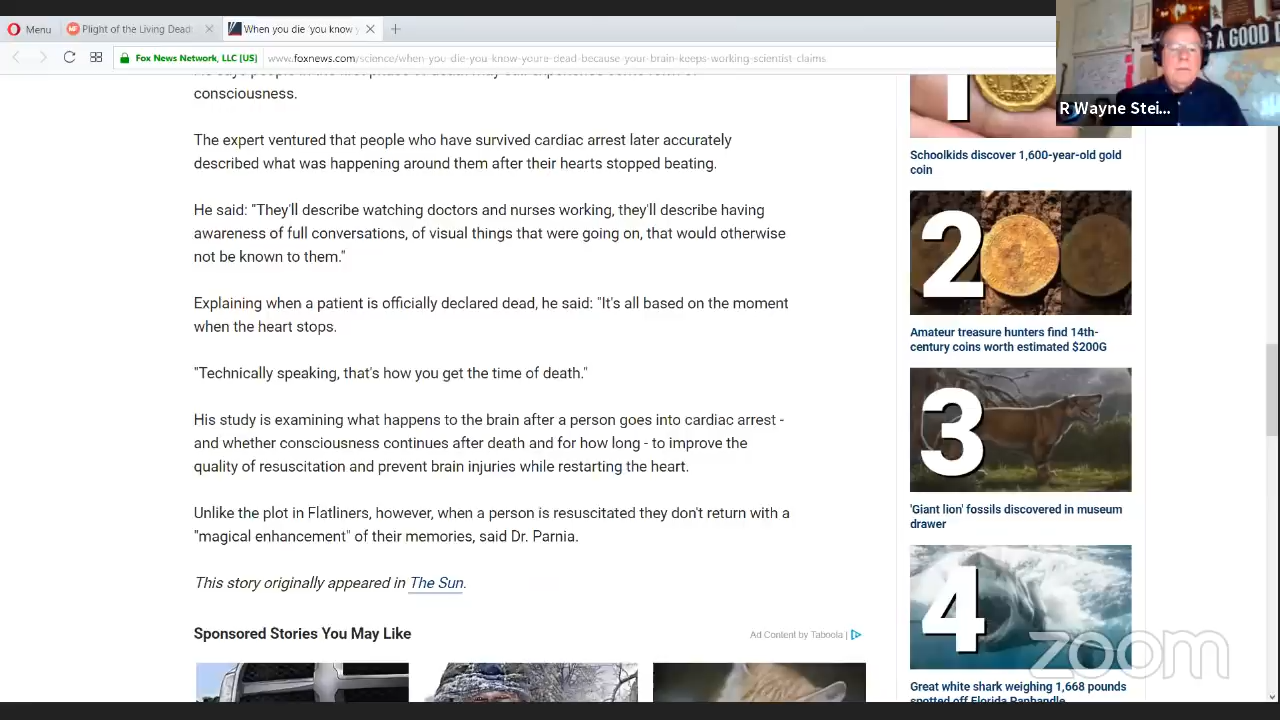 Menu
Plight of the Living Dead:
When you die 'you know y
Fox News Network, LLC [US]
www.foxnews.com/science/when-you-die-you-know-youre-dead-because-your-brain-keeps-working-scientist-claims
A GOOD D
R Wayne Stei...
consciousness.
The expert ventured that people who have survived cardiac arrest later accurately
described what was happening around them after their hearts stopped beating.
He said: "They'll describe watching doctors and nurses working, they'll describe having
awareness of full conversations, of visual things that were going on, that would otherwise
not be known to them."
Explaining when a patient is officially declared dead, he said: "It's all based on the moment
when the heart stops.
"Technically speaking, that's how you get the time of death."
His study is examining what happens to the brain after a person goes into cardiac arrest -
and whether consciousness continues after death and for how long - to improve the
quality of resuscitation and prevent brain injuries while restarting the heart.
Unlike the plot in Flatliners, however, when a person is resuscitated they don't return with a
"magical enhancement" of their memories, said Dr. Parnia.
This story originally appeared in The Sun.
Sponsored Stories You May Like
Ad Content by Taboola |
1
Schoolkids discover 1,600-year-old gold
coin
2
Amateur treasure hunters find 14th-
century coins worth estimated $200G
3
'Giant lion' fossils discovered in museum
drawer
4
Great white shark weighing 1,668 pounds
spotted off Florida Panhandle
zoom